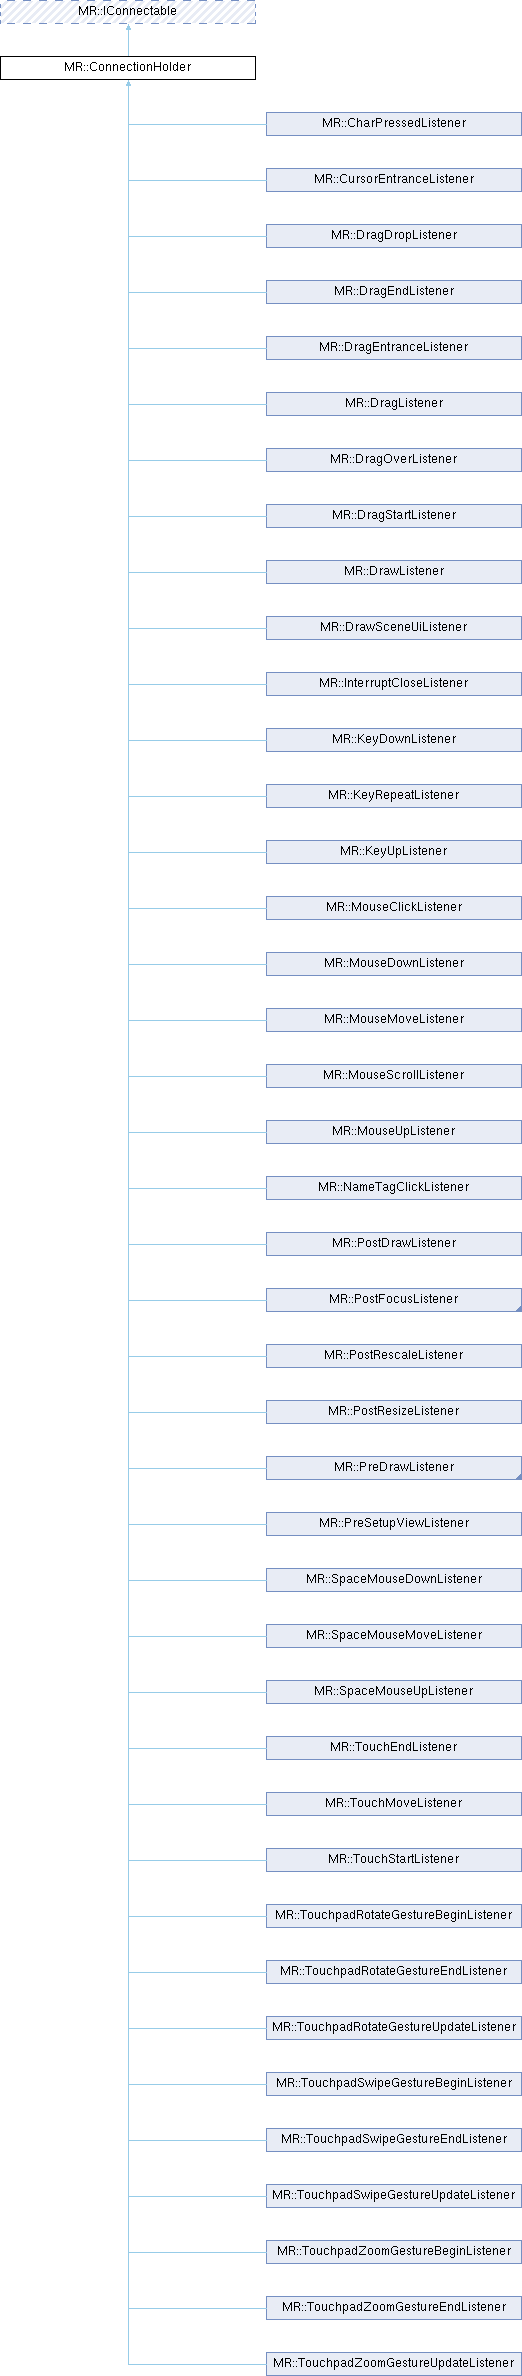 MR::IConnectable
MR::ConnectionHolder
MR::CharPressedListener
MR::CursorEntranceListener
MR::DragDropListener
MR::DragEndListener
MR::DragEntranceListener
MR::DragListener
MR::DragOverListener
MR::DragStartListener
MR::DrawListener
MR::DrawSceneUiListener
MR::InterruptCloseListener
MR::KeyDownListener
MR::KeyRepeatListener
MR::KeyUpListener
MR::MouseClickListener
MR::MouseDownListener
MR::MouseMoveListener
MR::MouseScrollListener
MR::MouseUpListener
MR::NameTagClickListener
MR::PostDrawListener
MR::PostFocusListener
MR::PostRescaleListener
MR::PostResizeListener
MR::PreDrawListener
MR::PreSetupViewListener
MR::SpaceMouseDownListener
MR::SpaceMouseMoveListener
MR::SpaceMouseUpListener
MR::TouchEndListener
MR::TouchMoveListener
MR::TouchStartListener
MR::TouchpadRotateGestureBeginListener
MR::TouchpadRotateGestureEndListener
MR::TouchpadRotateGestureUpdateListener
MR::TouchpadSwipeGestureBeginListener
MR::TouchpadSwipeGestureEndListener
MR::TouchpadSwipeGestureUpdateListener
MR::TouchpadZoomGestureBeginListener
MR::TouchpadZoomGestureEndListener
MR::TouchpadZoomGestureUpdateListener